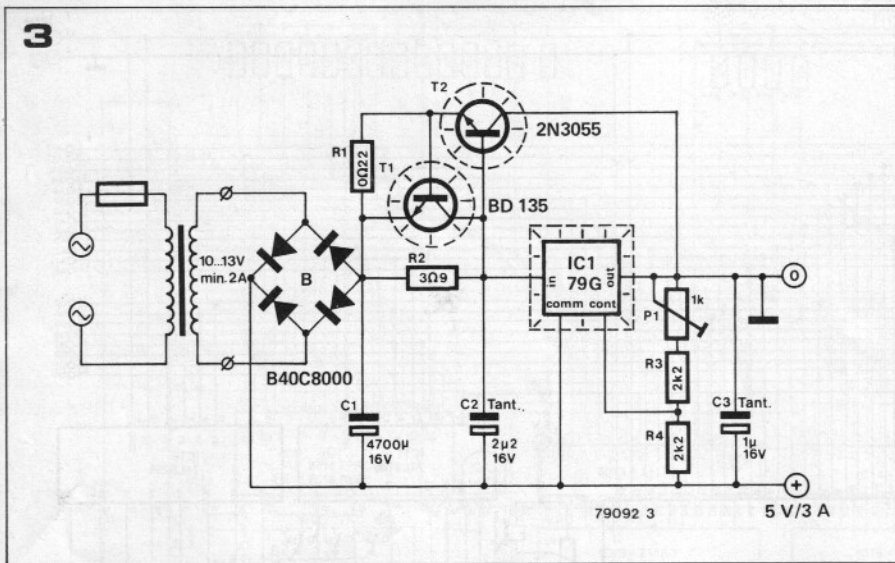 3
T2
2N3055
R1
0Ω22
T1
BD 135
10...13V
min. 2A
B
R2
3Ω9
IC1
79G
in
out
comm cont
1k
P1
0
R3
2k2
B40C8000
C1
4700µ
16V
C2 Tant.
2µ2
16V
R4
2k2
C3 Tant.
1µ
16V
+
79092 3
5 V/3 A